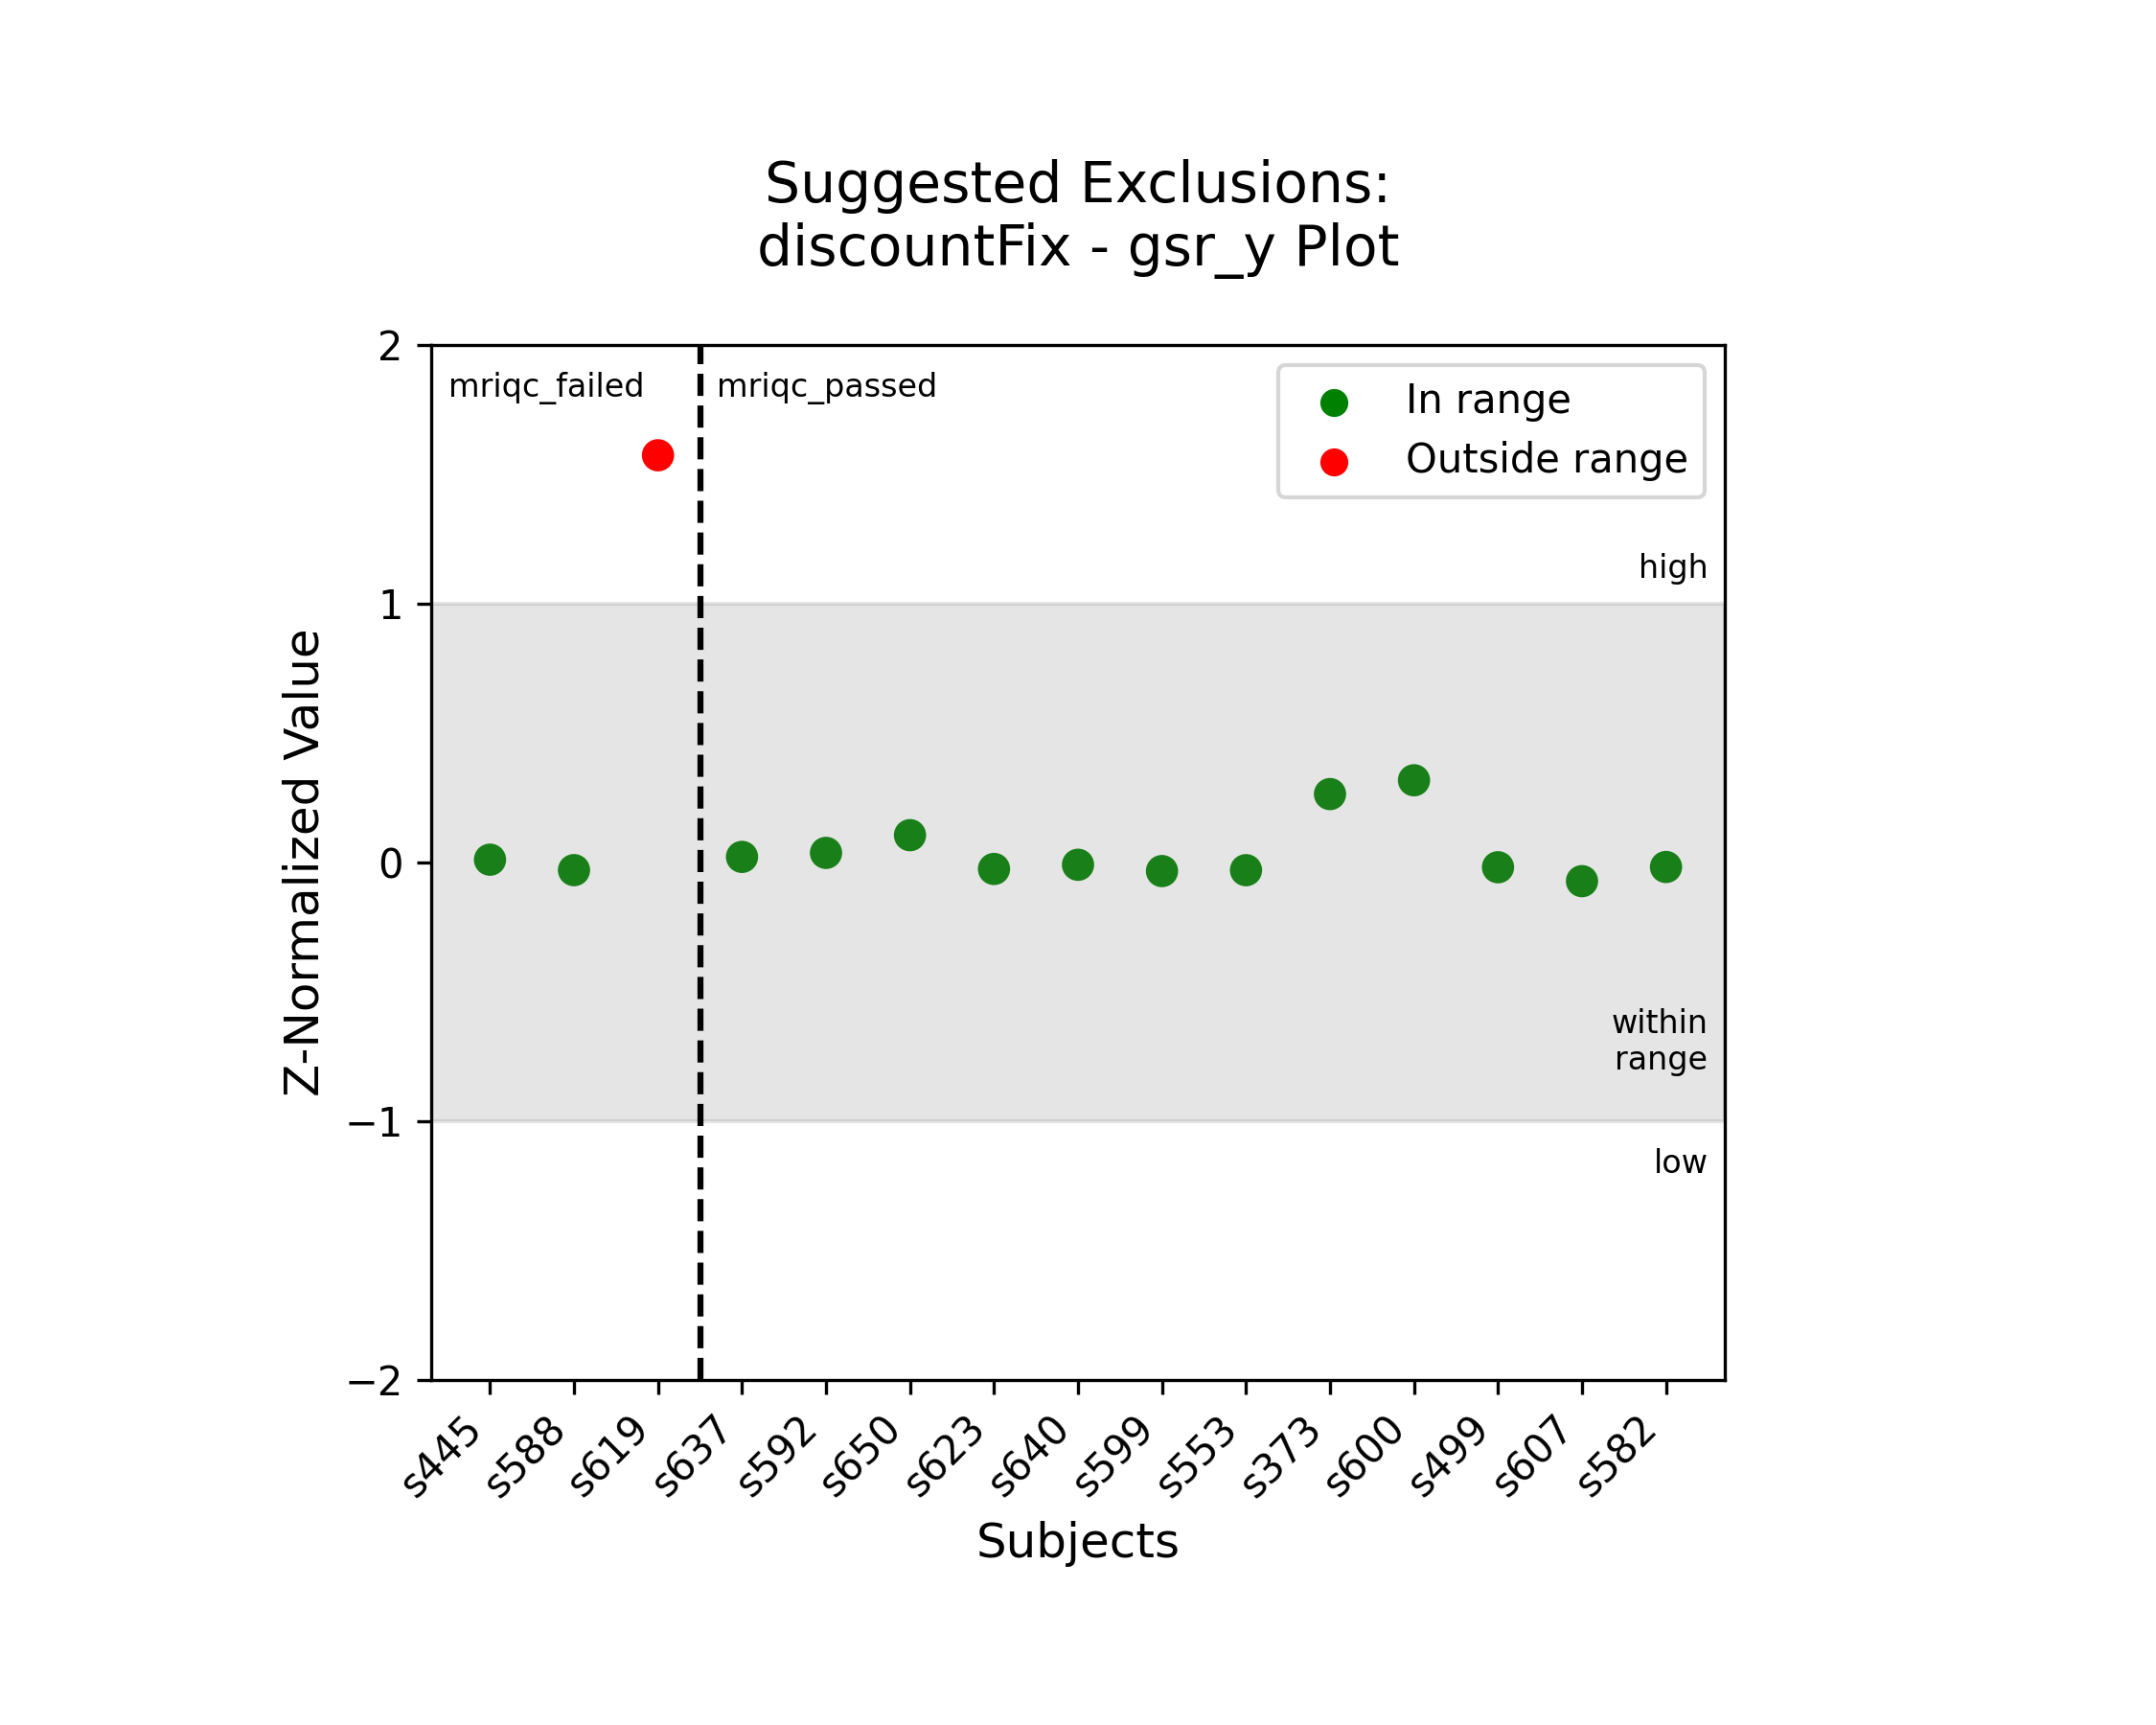 Suggested Exclusions:
discountFix - gsr_y Plot
2
1
0
−1
−2
Z-Normalized Value
mriqc_failed
mriqc_passed
In range
Outside range
high
within
range
low
s445
s588
s619
s637
s592
s650
s623
s640
s599
s553
s373
s600
s499
s607
s582
Subjects